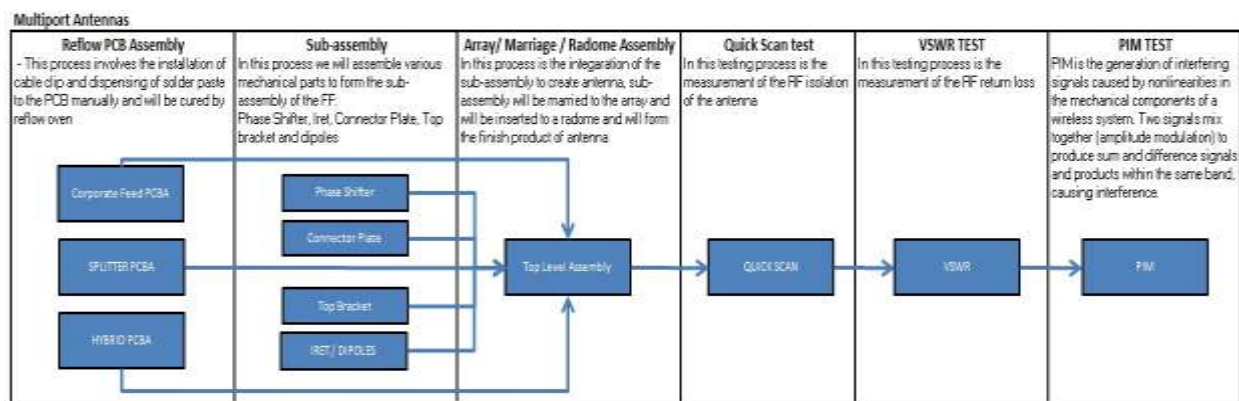 Multiport Antennas
Reflow PCB Assembly
- This process involves the installation of
cable clip and dispensing of solder paste
to the PCB manually and will be cured by
reflow oven
Sub-assembly
In this process we will assemble various
mechanical parts to form the sub-
assembly of the FF:
Phase Shifter, Iret, Connector Plate, Top
bracket and dipoles
Array/ Marriage / Radome Assembly
In this process is the integaration of the
sub-assembly to create antenna, sub-
assembly will be married to the array and
will be inserted to a radome and will form
the finish product of antenna
Quick Scan test
In this testing process is the
measurement of the RF isolation
of the antenna
VSWR TEST
In this testing process is the
measurement of the RF return loss
PIM TEST
PIM is the generation of interfering
signals caused by nonlinearities in
the mechanical components of a
wireless system. Two signals mix
together (amplitude modulation) to
produce sum and difference signals
and products within the same band,
causing interference.
Corporate Feed PCBA
SPLITTER PCBA
HYBRID PCBA
Phase Shifter
Connector Plate
Top Bracket
IRET / DIPOLES
Top Level Assembly
QUICK SCAN
VSWR
PIM